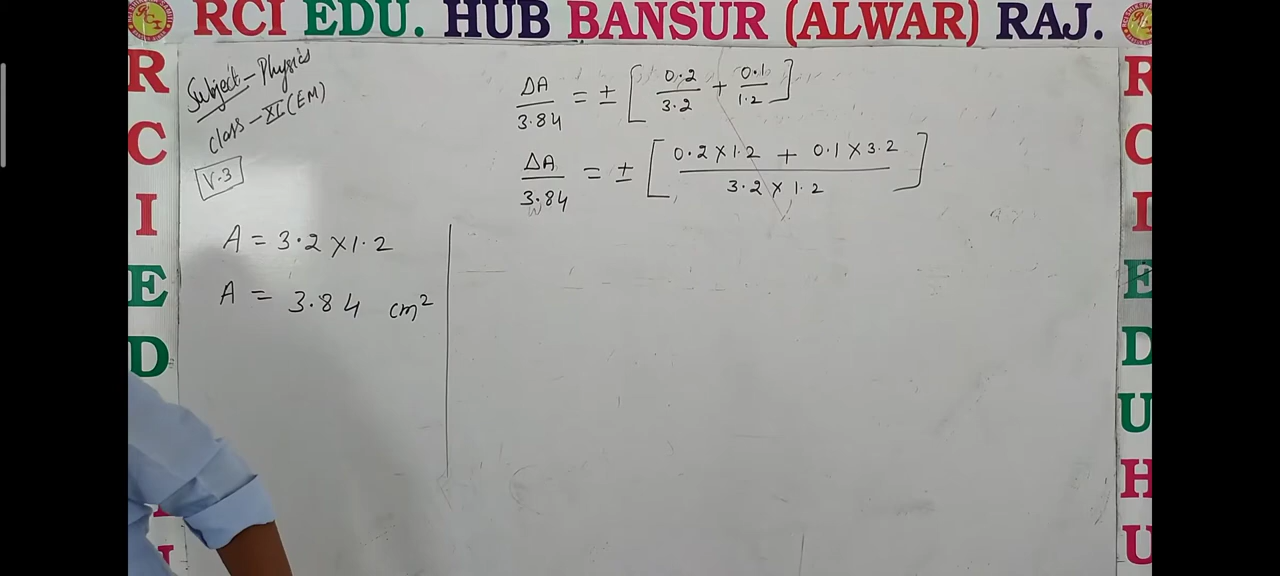 RCI EDU. HUB BANSUR (ALWAR) RAJ.
Subject - Physics
Class - XI (EM)
V.3
A = 3.2 × 1.2
A = 3.84 cm²
ΔA/3.84 = ± [0.2/3.2 + 0.1/1.2]
ΔA/3.84 = ± [(0.2 × 1.2 + 0.1 × 3.2)/(3.2 × 1.2)]
R
C
I
E
D
R
C
I
E
D
U
H
U